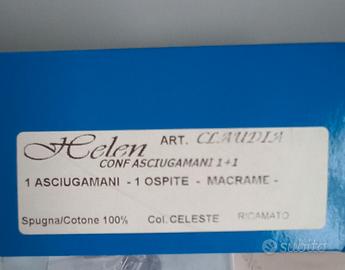 Helen ART. CLAUDIA
CONF ASCIUGAMANI 1+1
1 ASCIUGAMANI - 1 OSPITE - MACRAME -
Spugna/Cotone 100% Col. CELESTE RICAMATO
subito